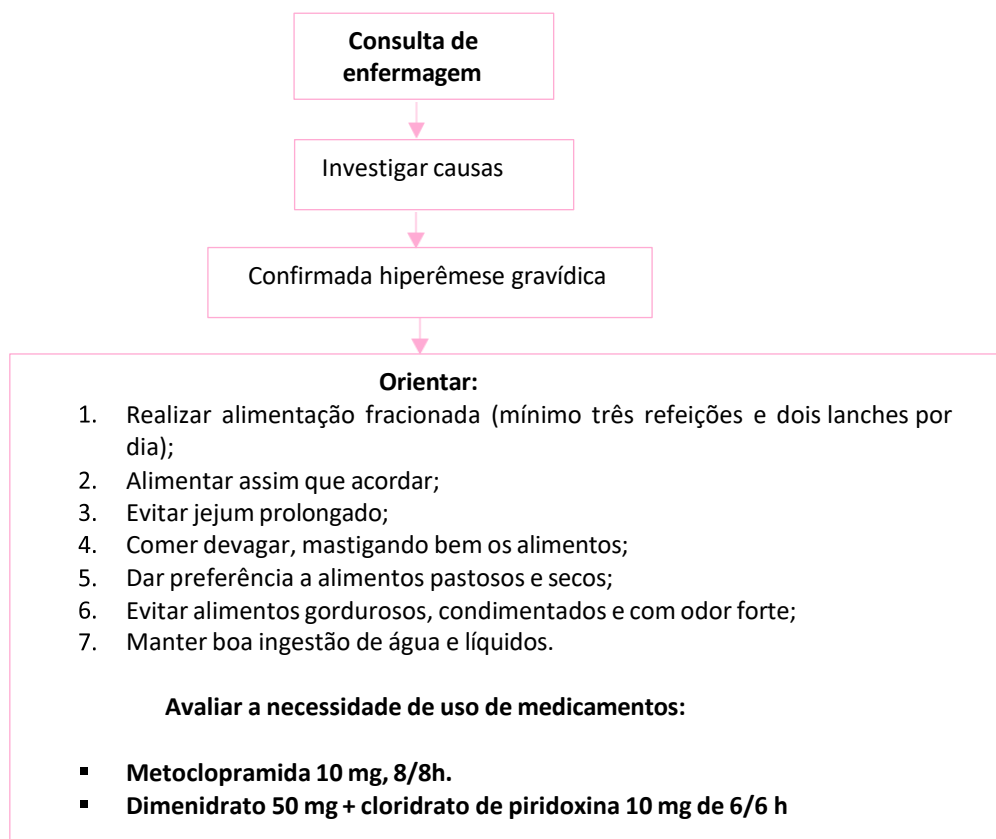 Consulta de
enfermagem
Investigar causas
Confirmada hiperêmese gravídica
Orientar:
1. Realizar alimentação fracionada (mínimo três refeições e dois lanches por
dia);
2. Alimentar assim que acordar;
3. Evitar jejum prolongado;
4. Comer devagar, mastigando bem os alimentos;
5. Dar preferência a alimentos pastosos e secos;
6. Evitar alimentos gordurosos, condimentados e com odor forte;
7. Manter boa ingestão de água e líquidos.
Avaliar a necessidade de uso de medicamentos:
▪ Metoclopramida 10 mg, 8/8h.
▪ Dimenidrato 50 mg + cloridrato de piridoxina 10 mg de 6/6 h